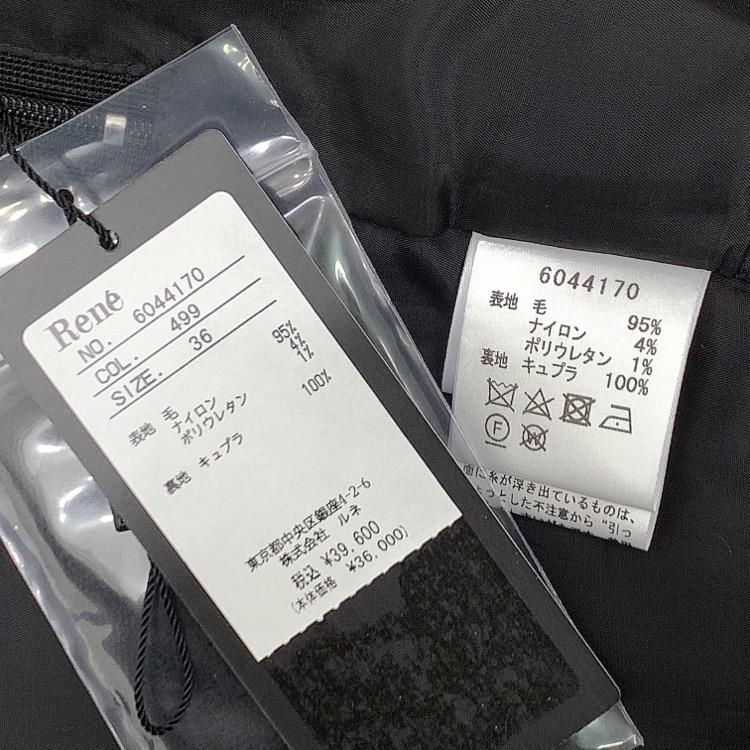 René
NO. 6044170
COL. 499
SIZE. 36
表地 毛 95%
ナイロン 4%
ポリウレタン 1%
裏地 キュプラ 100%
東京都中央区銀座4-2-6
株式会社 ルネ
税込 ¥39,600
(本体価格 ¥36,000)
6044170
表地 毛 95%
ナイロン 4%
ポリウレタン 1%
裏地 キュプラ 100%
F
W
面に糸が浮き出ているものは、
ょっとした不注意から "引っ